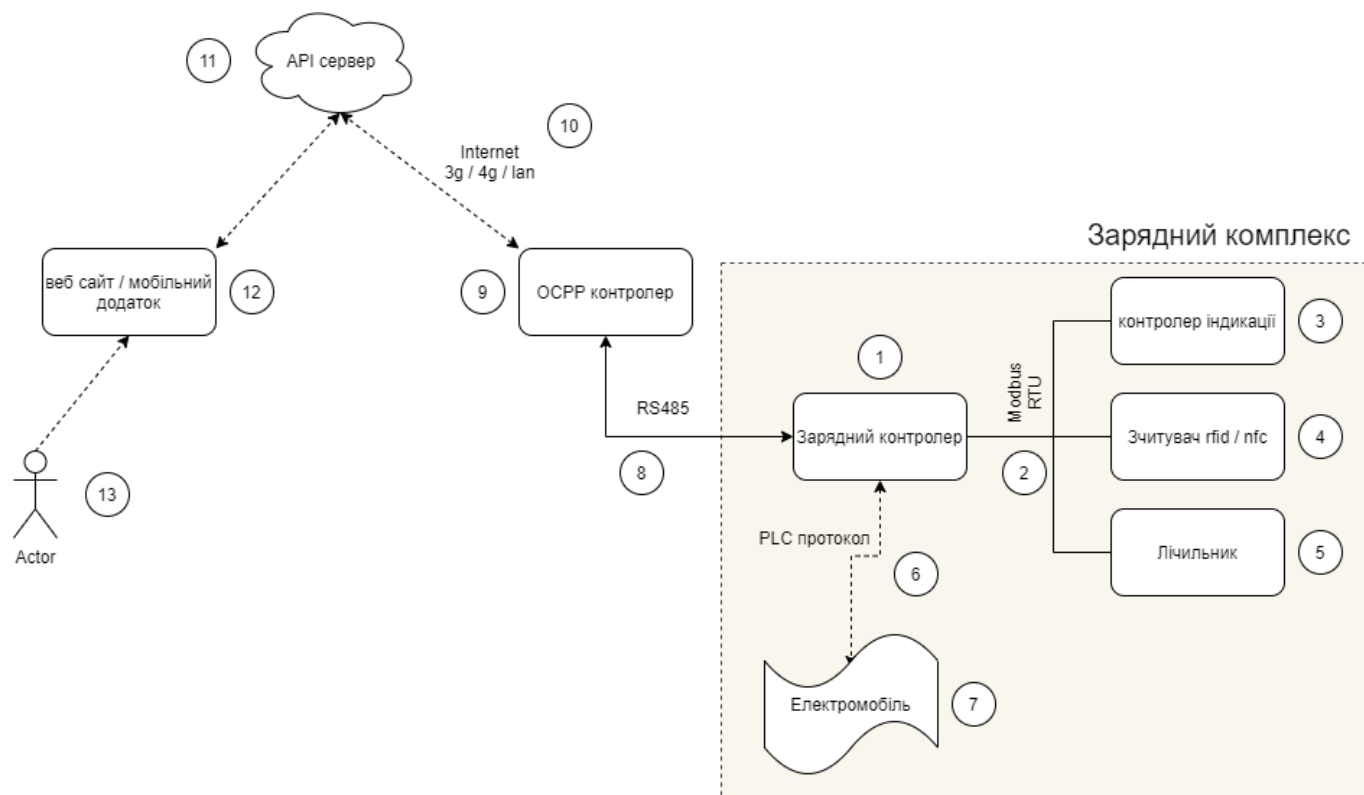 11
API сервер
10
Internet
3g / 4g / lan
Зарядний комплекс
веб сайт / мобільний
додаток
12
9
OCPP контролер
контролер індикації
3
1
Modbus
RTU
RS485
Зарядний контролер
Зчитувач rfid / nfc
4
8
2
13
Actor
PLC протокол
6
Лічильник
5
Електромобіль
7